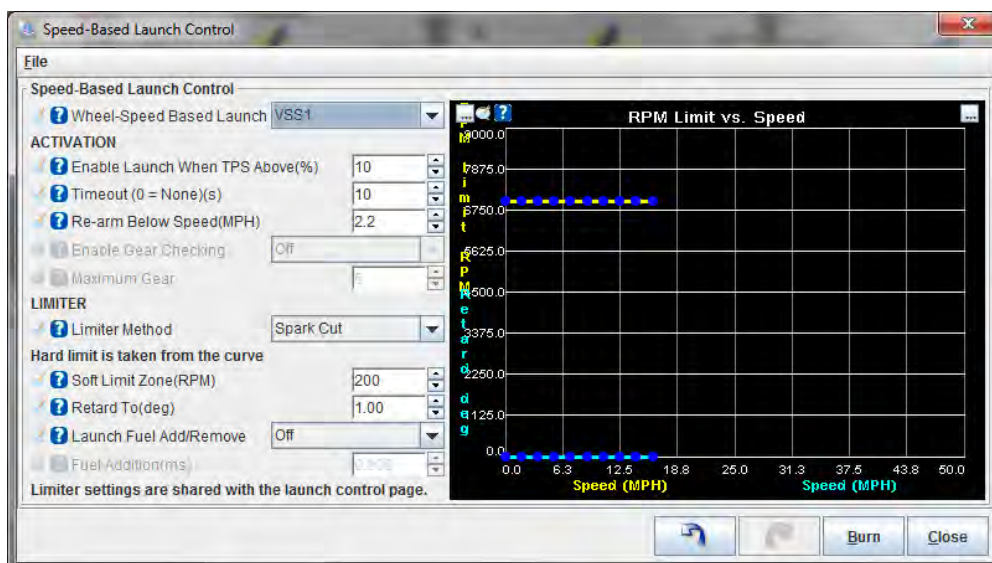 Speed-Based Launch Control
File
Speed-Based Launch Control
Wheel-Speed Based Launch VSS1
ACTIVATION
Enable Launch When TPS Above(%) 10
Timeout (0 = None)(s) 10
Re-arm Below Speed(MPH) 2.2
Enable Gear Checking Off
Maximum Gear 6
LIMITER
Limiter Method Spark Cut
Hard limit is taken from the curve
Soft Limit Zone(RPM) 200
Retard To(deg) 1.00
Launch Fuel Add/Remove Off
Fuel Addition(ms)
Limiter settings are shared with the launch control page.
RPM Limit vs. Speed
9000.0
7875.0
6750.0
5625.0
4500.0
3375.0
2250.0
1125.0
0.0
RPM Limit RPM
Retard deg
0.0 6.3 12.5 18.8 25.0 31.3 37.5 43.8 50.0
Speed (MPH) Speed (MPH)
Burn Close